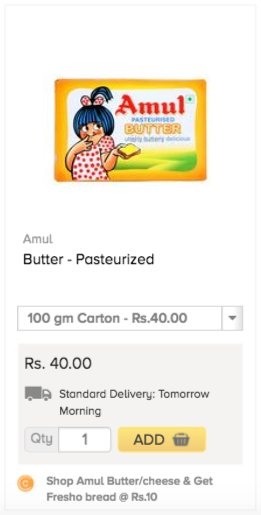 Amul
PASTEURISED
BUTTER
utterly butterly delicious
Amul
Butter - Pasteurized
100 gm Carton - Rs.40.00
Rs. 40.00
Standard Delivery: Tomorrow
Morning
Qty 1 ADD
Shop Amul Butter/cheese & Get
Fresho bread @ Rs.10